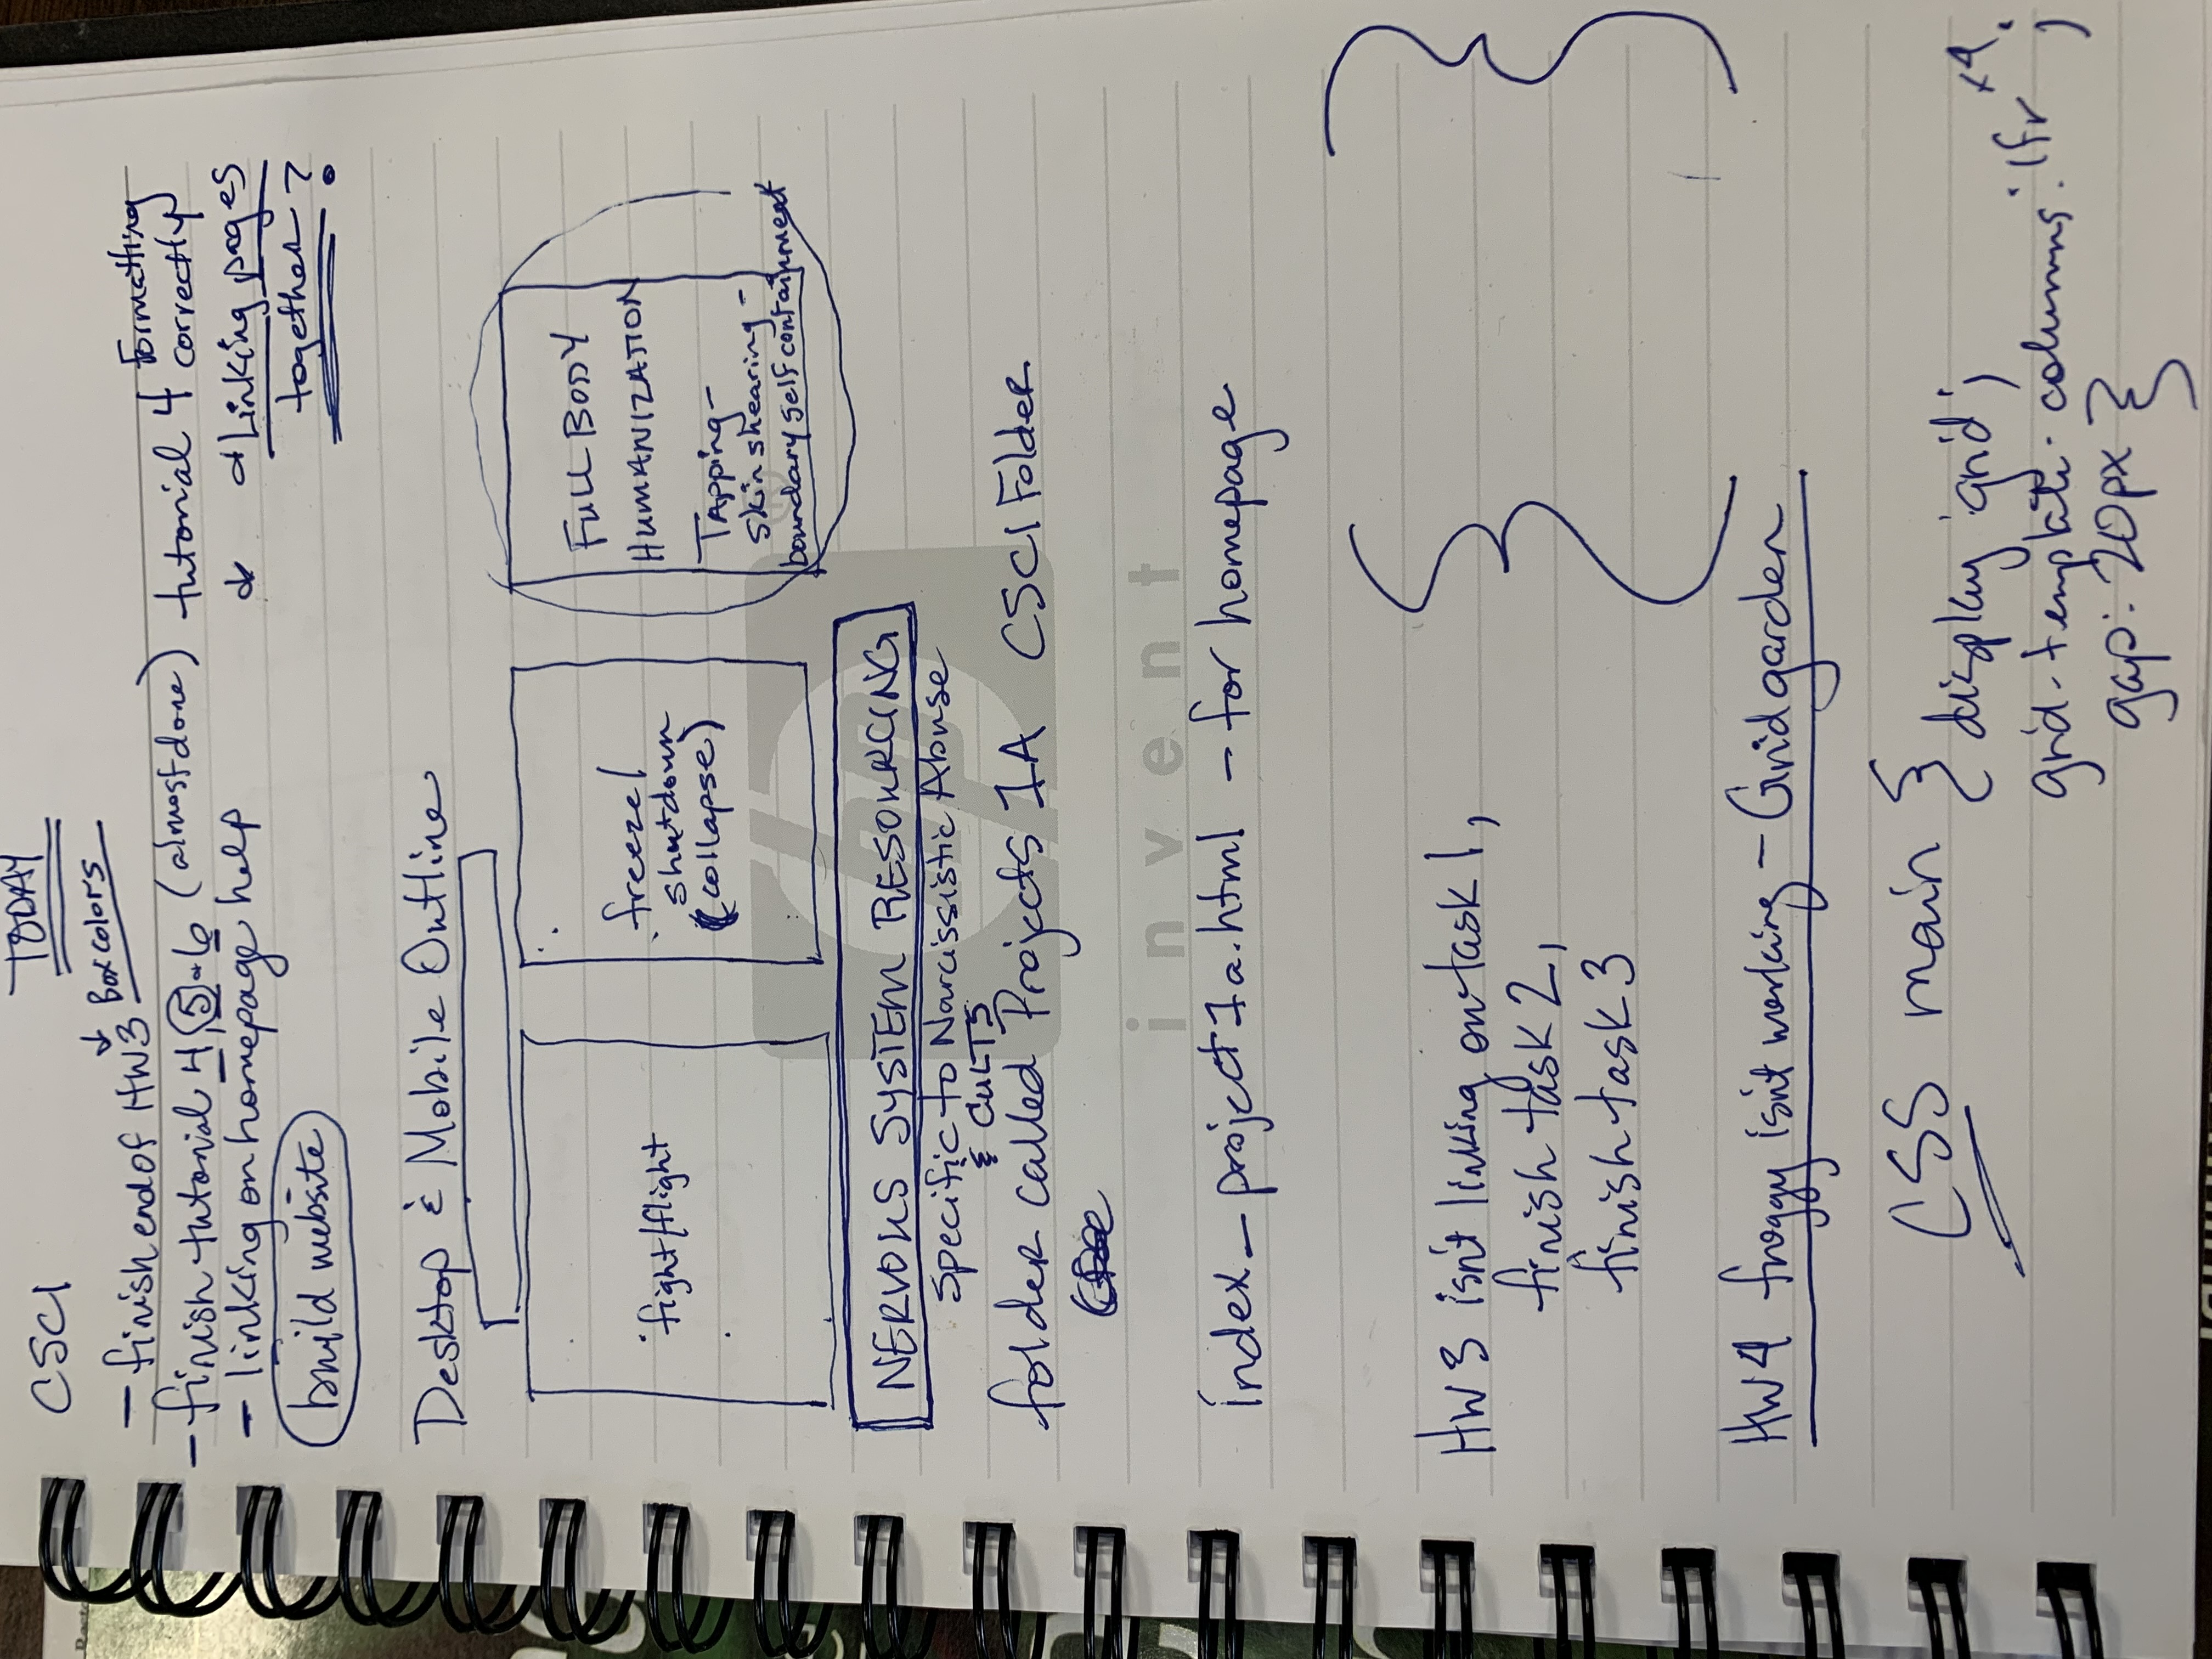 CSCI
TODAY
↓ Box colors
- finish end of HW3
- finish tutorial 4, 5 - 6 (almost done) tutorial 4 formatting correctly
- linking on homepage help
& Linking pages
together?
build website
Desktop & Mobile Outline
fight/flight
freeze/
shutdown
(collapse)
FULL BODY
HUMANIZATION
Tapping -
skin shearing -
boundary self containment
NERVOUS SYSTEM RESOURCING
Specific to Narcissistic Abuse
& CULTS
folder called Projects 1A CSCI Folder
hp
invent
index_project1a.html - for homepage
HW3 isn't linking on task 1,
finish task 2,
finish task 3
HW4 froggy isn't working - Grid garden
CSS main { display grid;
grid-template-columns: 1fr x4;
gap: 20px }